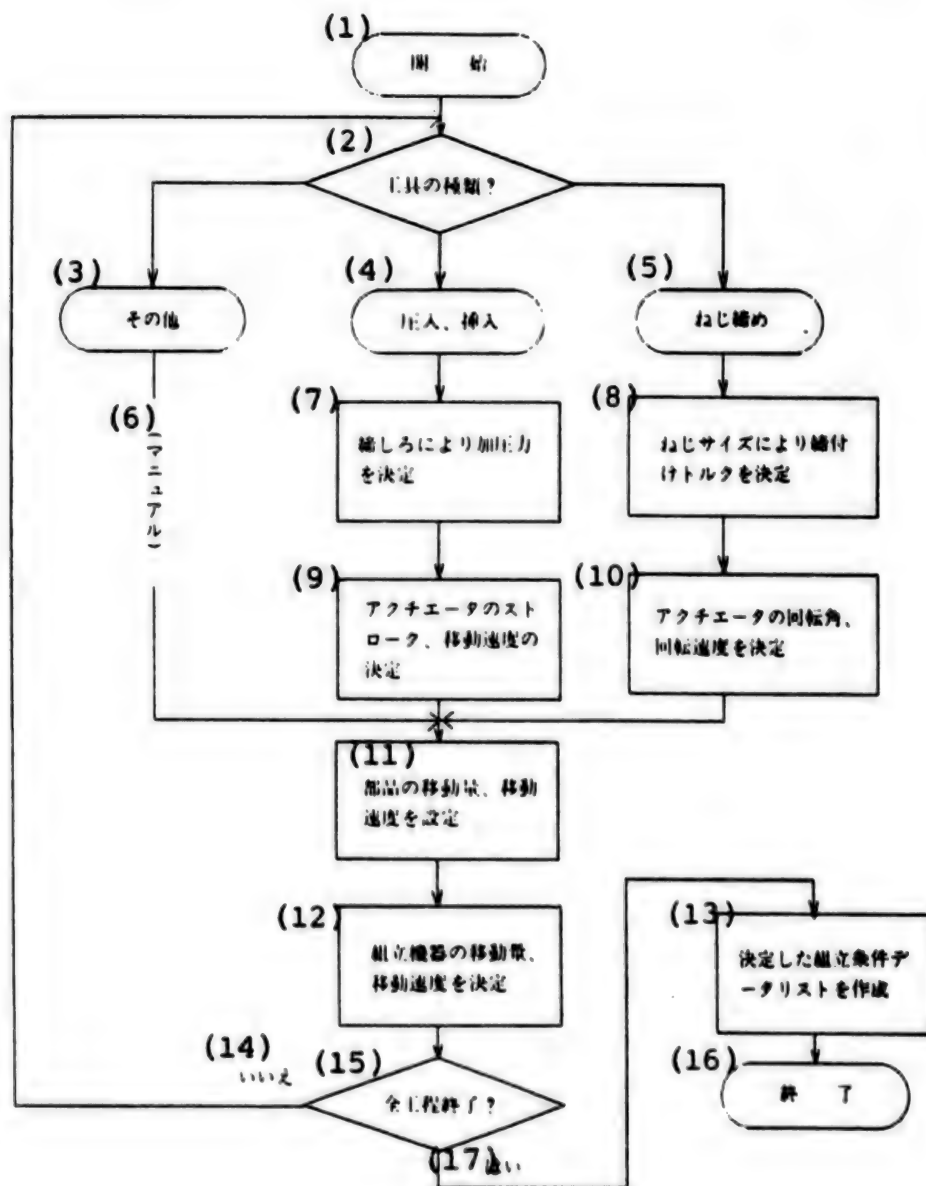 (1)
開 始
(2)
工具の種類?
(3)
その他
(4)
圧入、挿入
(5)
ねじ締め
(6)
(マニュアル)
(7)
締しろにより加圧力
を決定
(8)
ねじサイズにより締付
けトルクを決定
(9)
アクチエータのスト
ローク、移動速度の
決定
(10)
アクチエータの回転角、
回転速度を決定
(11)
部品の移動量、移動
速度を設定
(12)
組立機器の移動量、
移動速度を決定
(13)
決定した組立条件デ
ータリストを作成
(14)
いいえ
(15)
全工程終了?
(16)
終 了
(17) はい